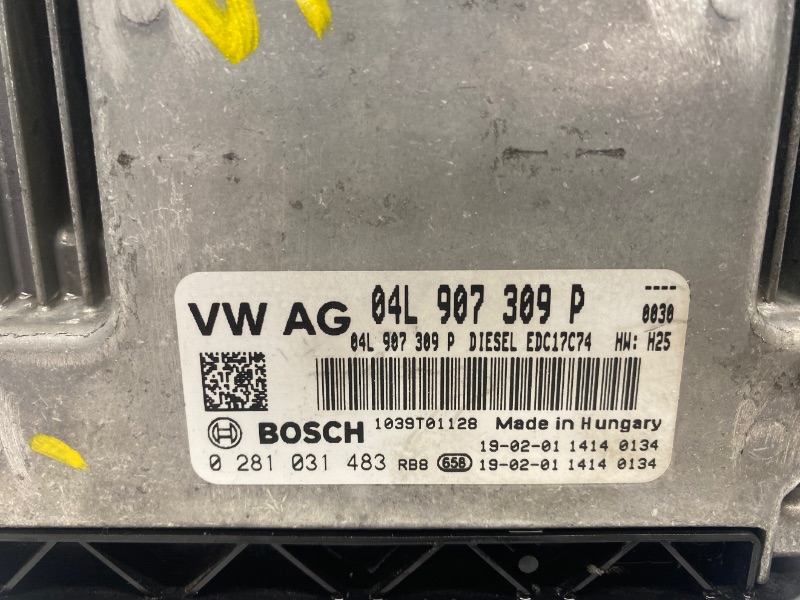 VW AG 04L 907 309 P
----
0030
04L 907 309 P DIESEL EDC17C74 HW: H25
1039T01128 Made in Hungary
BOSCH
19-02-01 1414 0134
0 281 031 483 RB8 658 19-02-01 1414 0134